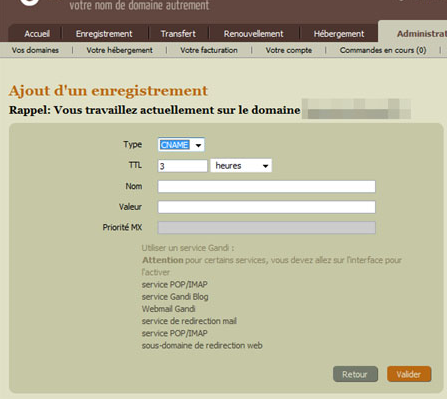 votre nom de domaine autrement
Accueil Enregistrement Transfert Renouvellement Hébergement Administrat
Vos domaines | Votre hébergement | Votre facturation | Votre compte | Commandes en cours (0) |
Ajout d'un enregistrement
Rappel: Vous travaillez actuellement sur le domaine
Type CNAME
TTL 3 heures
Nom
Valeur
Priorité MX
Utiliser un service Gandi :
Attention pour certains services, vous devez allez sur l'interface pour
l'activer
service POP/IMAP
service Gandi Blog
Webmail Gandi
service de redirection mail
service POP/IMAP
sous-domaine de redirection web
Retour Valider